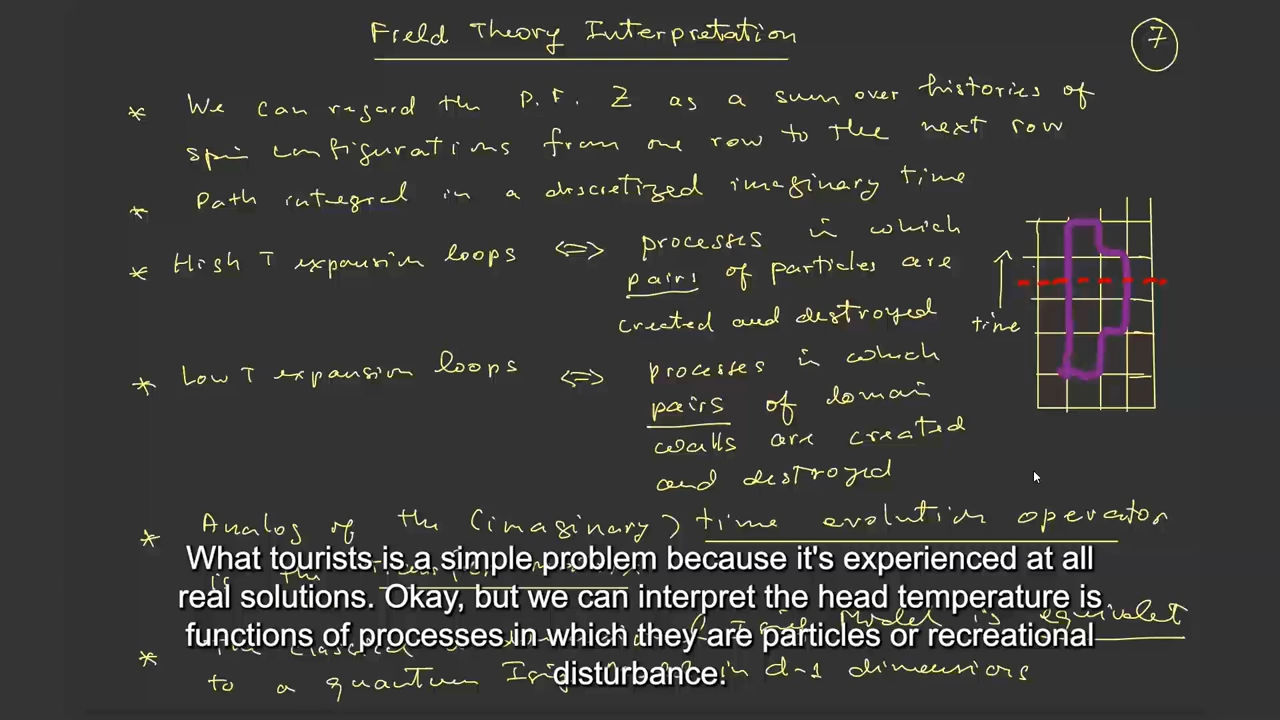 Field Theory Interpretation
7
* We can regard the P.F. Z as a sum over histories of
spin configurations from one row to the next row
* Path integral in a discretized imaginary time
* High T expansion loops ⇔ processes in which
pairs of particles are
created and destroyed
time
* Low T expansion loops ⇔ processes in which
pairs of domain
walls are created
and destroyed
* Analog of the (imaginary) time evolution operator
is the
What tourists is a simple problem because it's experienced at all
real solutions. Okay, but we can interpret the head temperature is
functions of processes in which they are particles or recreational
disturbance.
* Ising Model is equivalent
to a quantum in d-1 dimensions